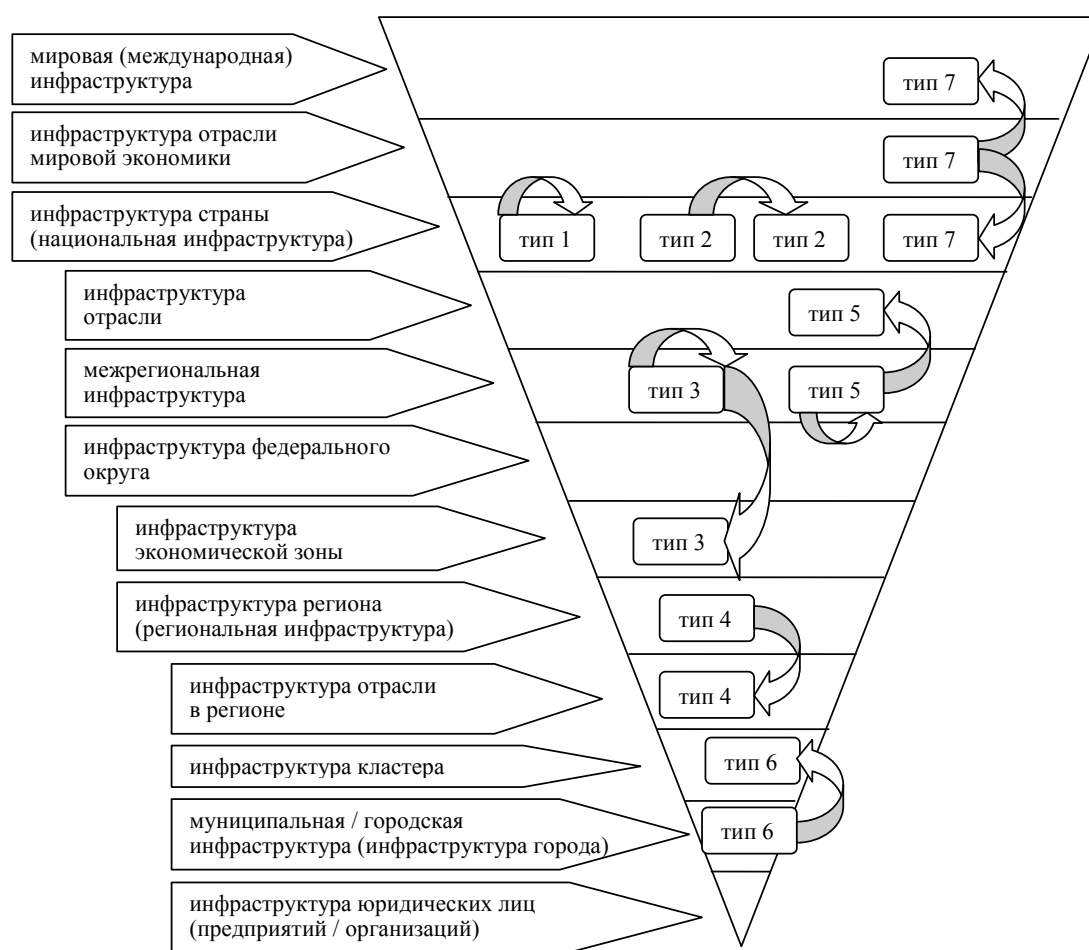 мировая (международная)
инфраструктура
тип 7
инфраструктура отрасли
мировой экономики
тип 7
инфраструктура страны
(национальная инфраструктура)
тип 1
тип 2
тип 2
тип 7
инфраструктура
отрасли
тип 5
межрегиональная
инфраструктура
тип 3
тип 5
инфраструктура федерального
округа
инфраструктура
экономической зоны
тип 3
инфраструктура региона
(региональная инфраструктура)
тип 4
инфраструктура отрасли
в регионе
тип 4
инфраструктура кластера
тип 6
муниципальная / городская
инфраструктура (инфраструктура города)
тип 6
инфраструктура юридических лиц
(предприятий / организаций)